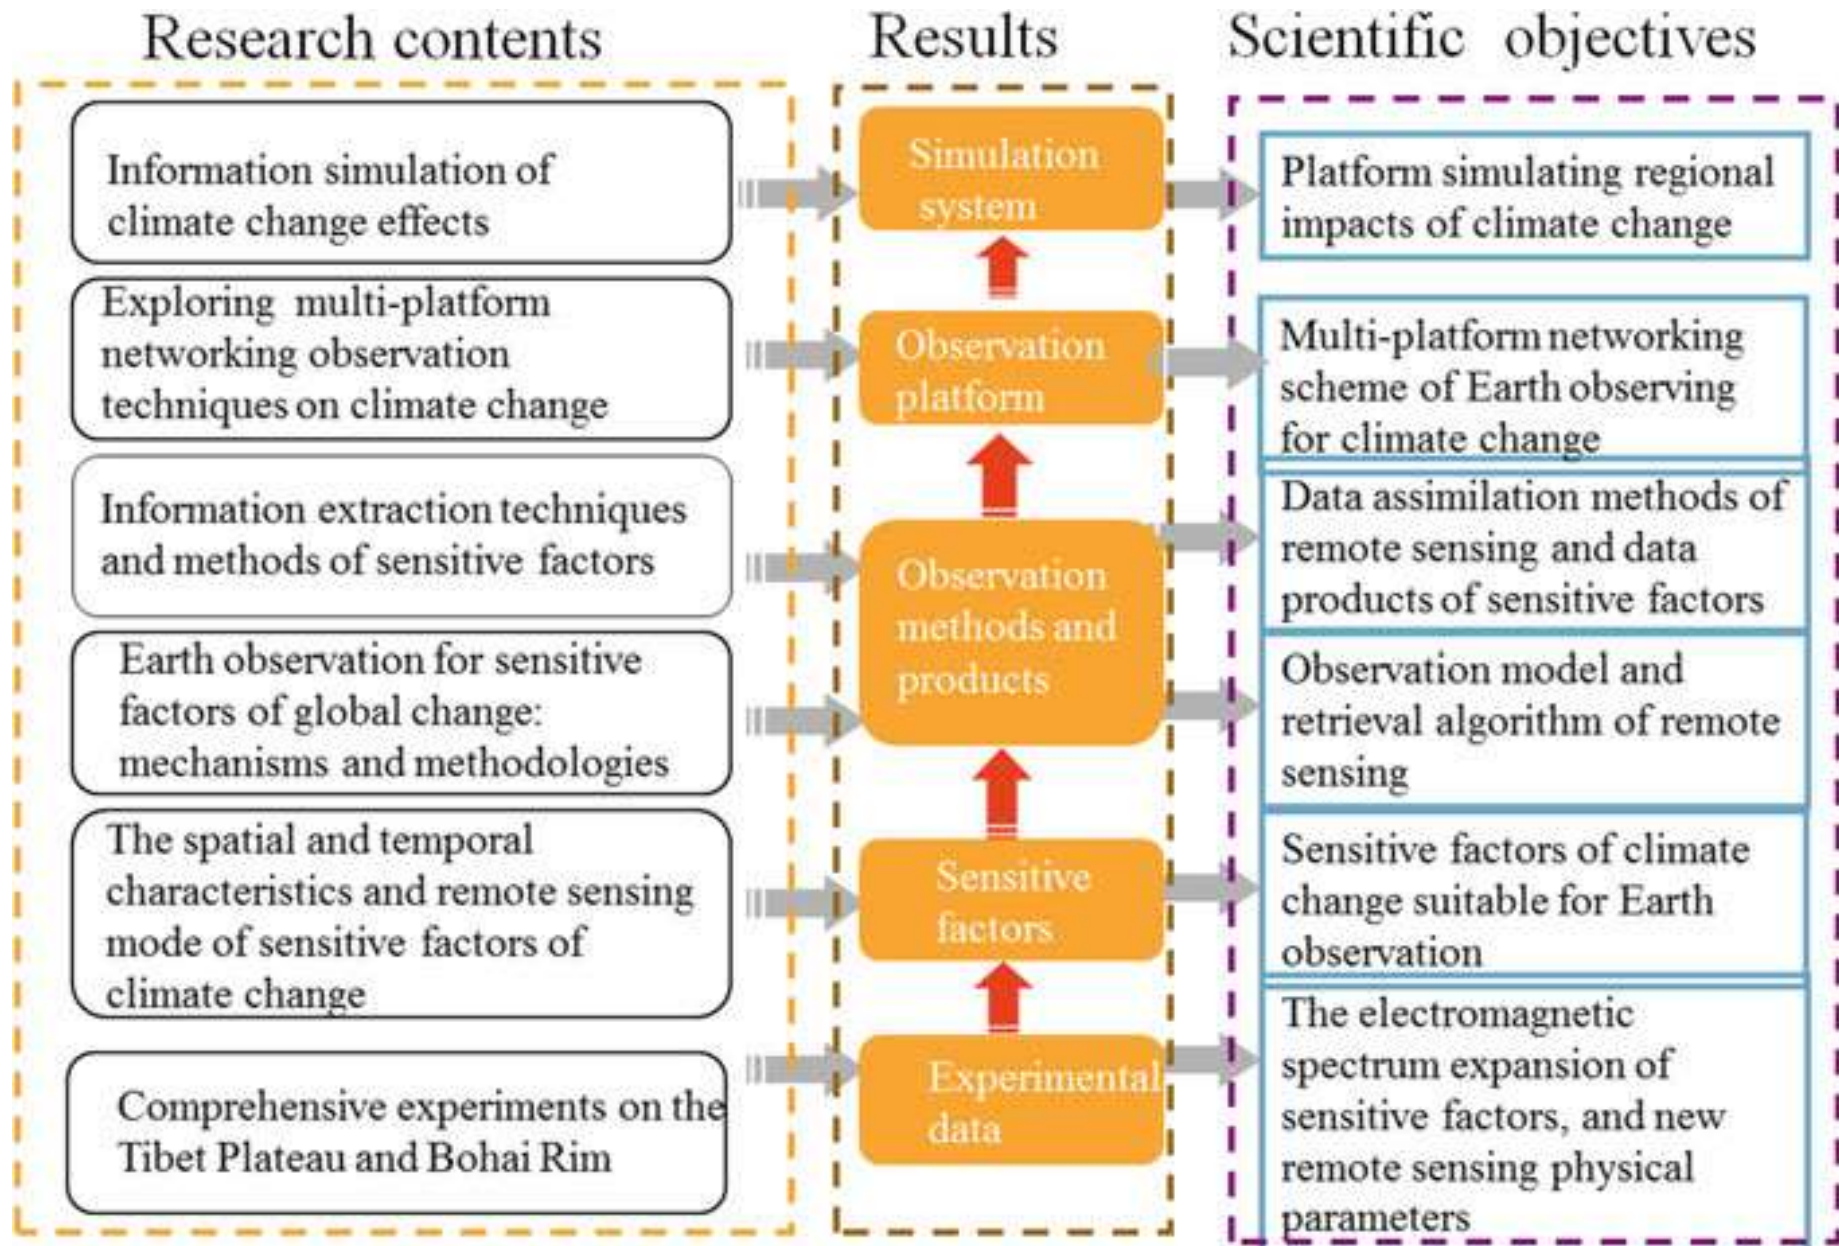 Research contents
Results
Scientific objectives
Information simulation of
climate change effects
Exploring multi-platform
networking observation
techniques on climate change
Information extraction techniques
and methods of sensitive factors
Earth observation for sensitive
factors of global change:
mechanisms and methodologies
The spatial and temporal
characteristics and remote sensing
mode of sensitive factors of
climate change
Comprehensive experiments on the
Tibet Plateau and Bohai Rim
Simulation
system
Observation
platform
Observation
methods and
products
Sensitive
factors
Experimental
data
Platform simulating regional
impacts of climate change
Multi-platform networking
scheme of Earth observing
for climate change
Data assimilation methods of
remote sensing and data
products of sensitive factors
Observation model and
retrieval algorithm of remote
sensing
Sensitive factors of climate
change suitable for Earth
observation
The electromagnetic
spectrum expansion of
sensitive factors, and new
remote sensing physical
parameters